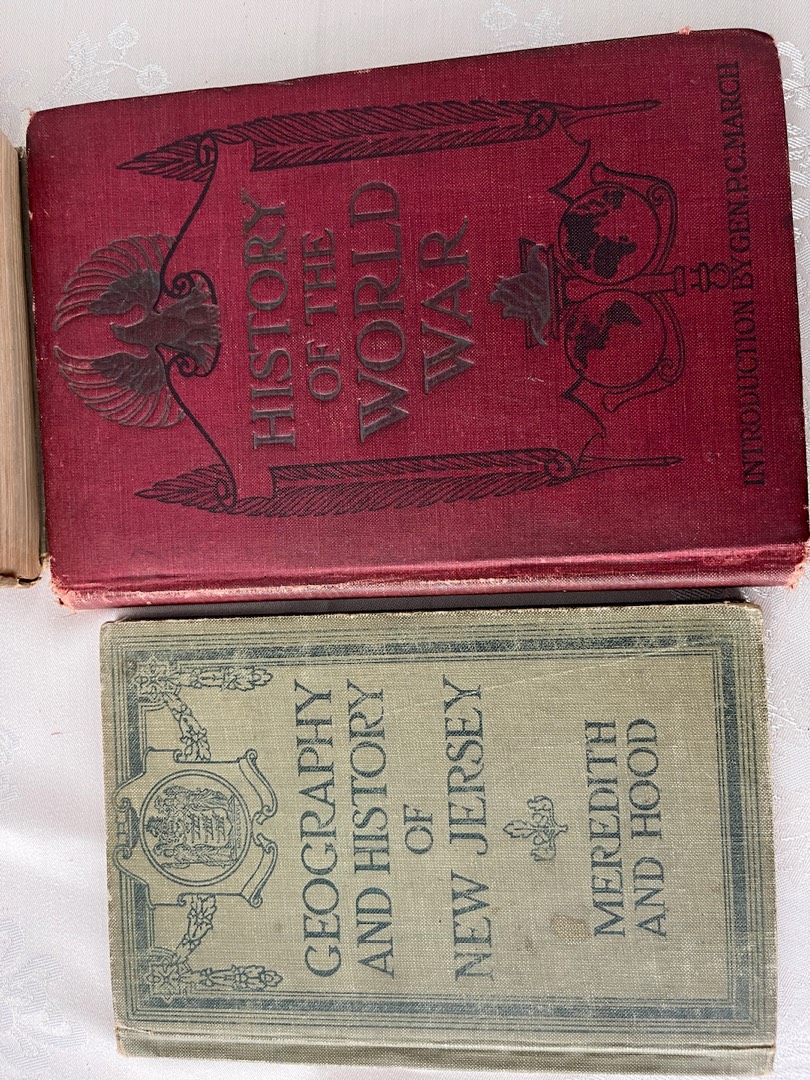 HISTORY
OF THE
WORLD
WAR
INTRODUCTION BY GEN. P. C. MARCH
GEOGRAPHY
AND HISTORY
OF
NEW JERSEY
MEREDITH
AND HOOD